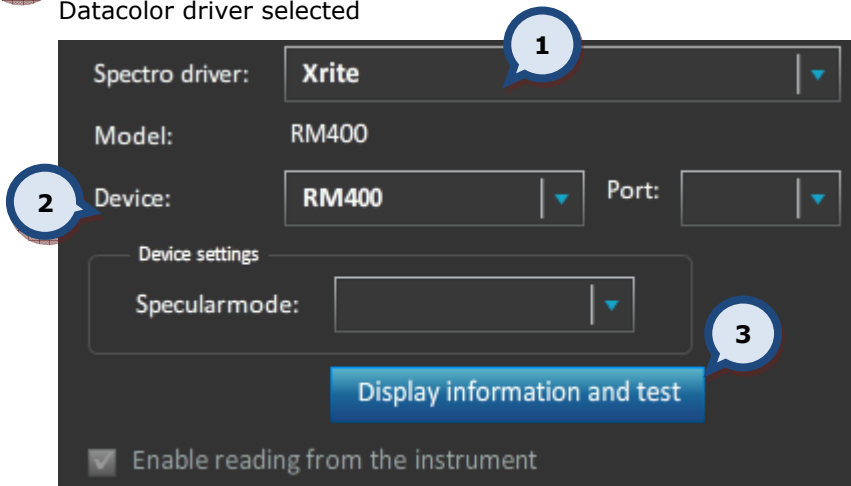 Datacolor driver selected
1
Spectro driver: Xrite
Model: RM400
2 Device: RM400 Port:
Device settings
Specularmode:
3
Display information and test
Enable reading from the instrument